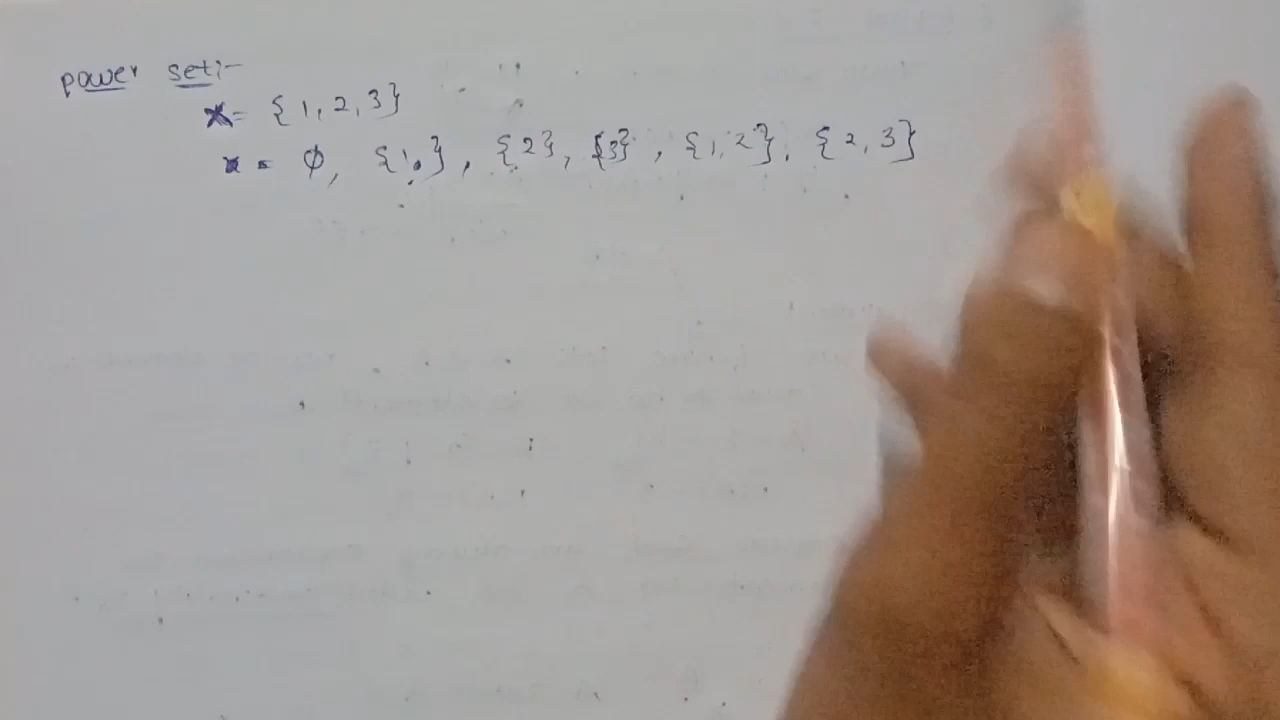 power set:-
x = {1, 2, 3}
x = ϕ, {1}, {2}, {3}, {1, 2}, {2, 3}